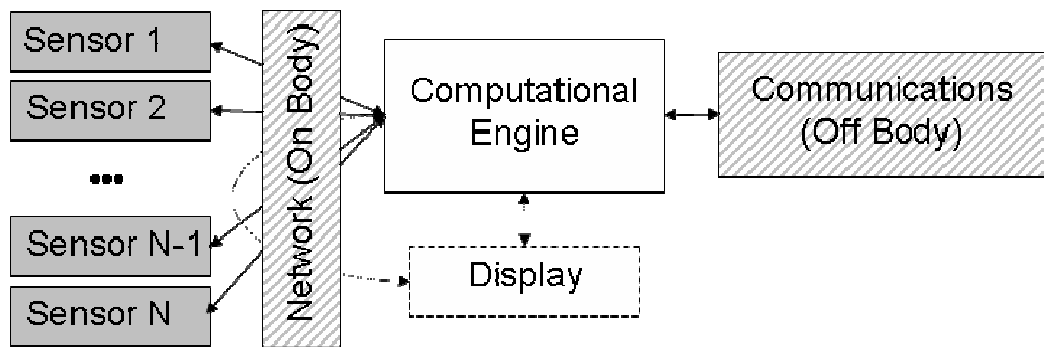 Sensor 1
Sensor 2
•••
Sensor N-1
Sensor N
Network (On Body)
Computational
Engine
Display
Communications
(Off Body)